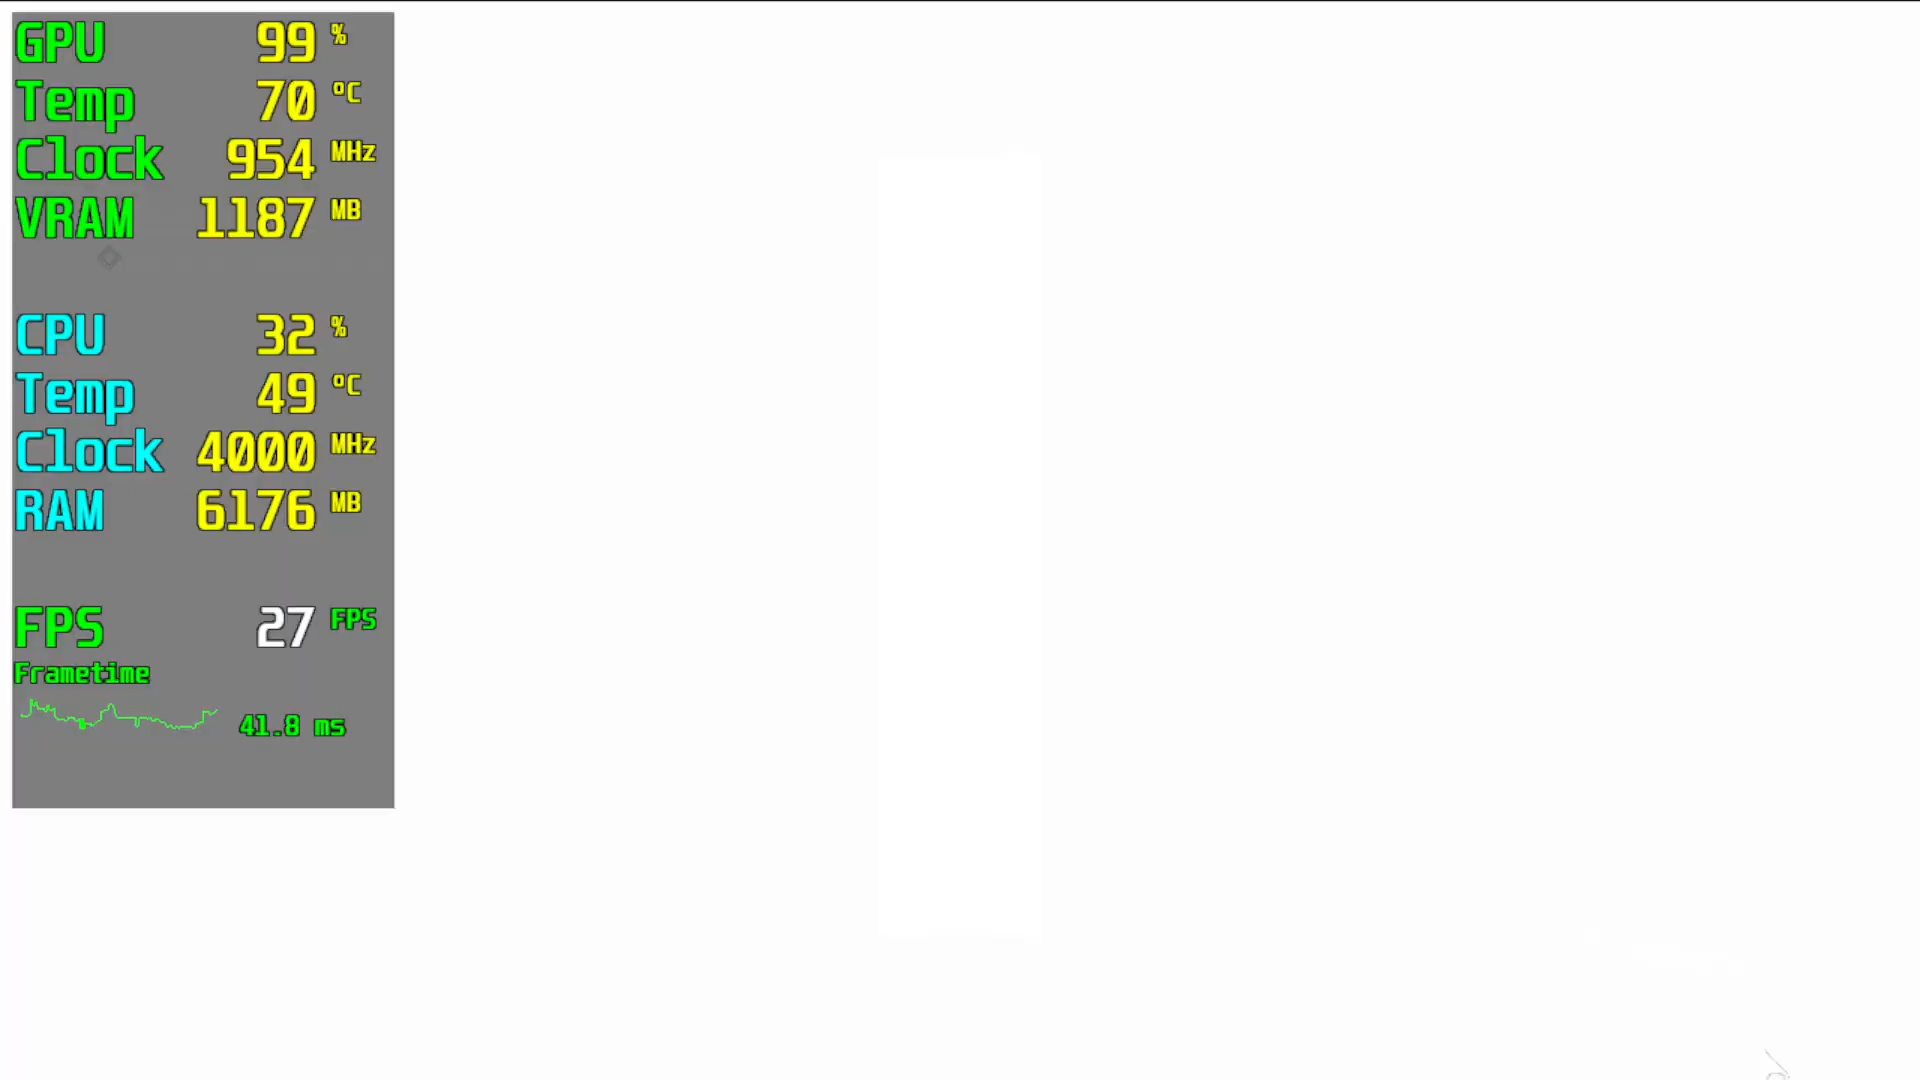 GPU 99 %
Temp 70 °C
Clock 954 MHz
VRAM 1187 MB
CPU 32 %
Temp 49 °C
Clock 4000 MHz
RAM 6176 MB
FPS 27 FPS
Frametime
41.8 ms